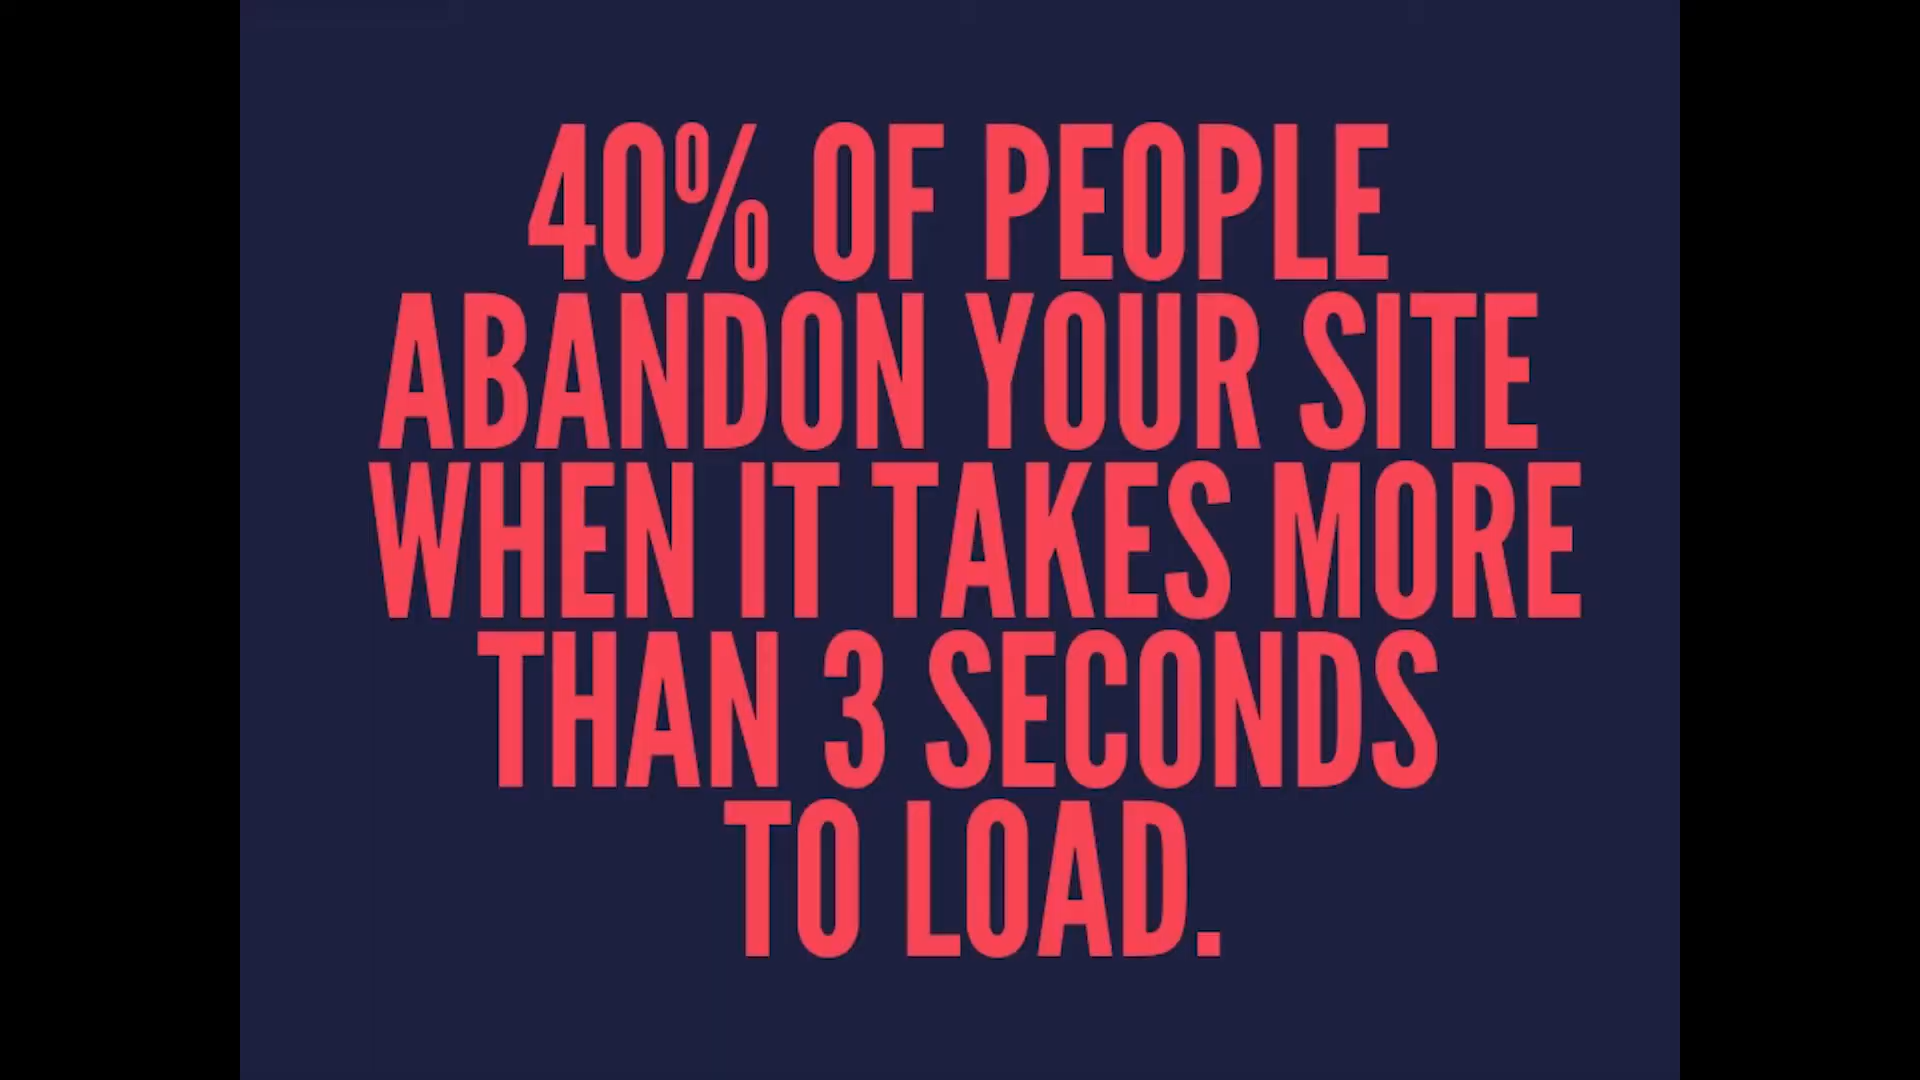 40% OF PEOPLE
ABANDON YOUR SITE
WHEN IT TAKES MORE
THAN 3 SECONDS
TO LOAD.